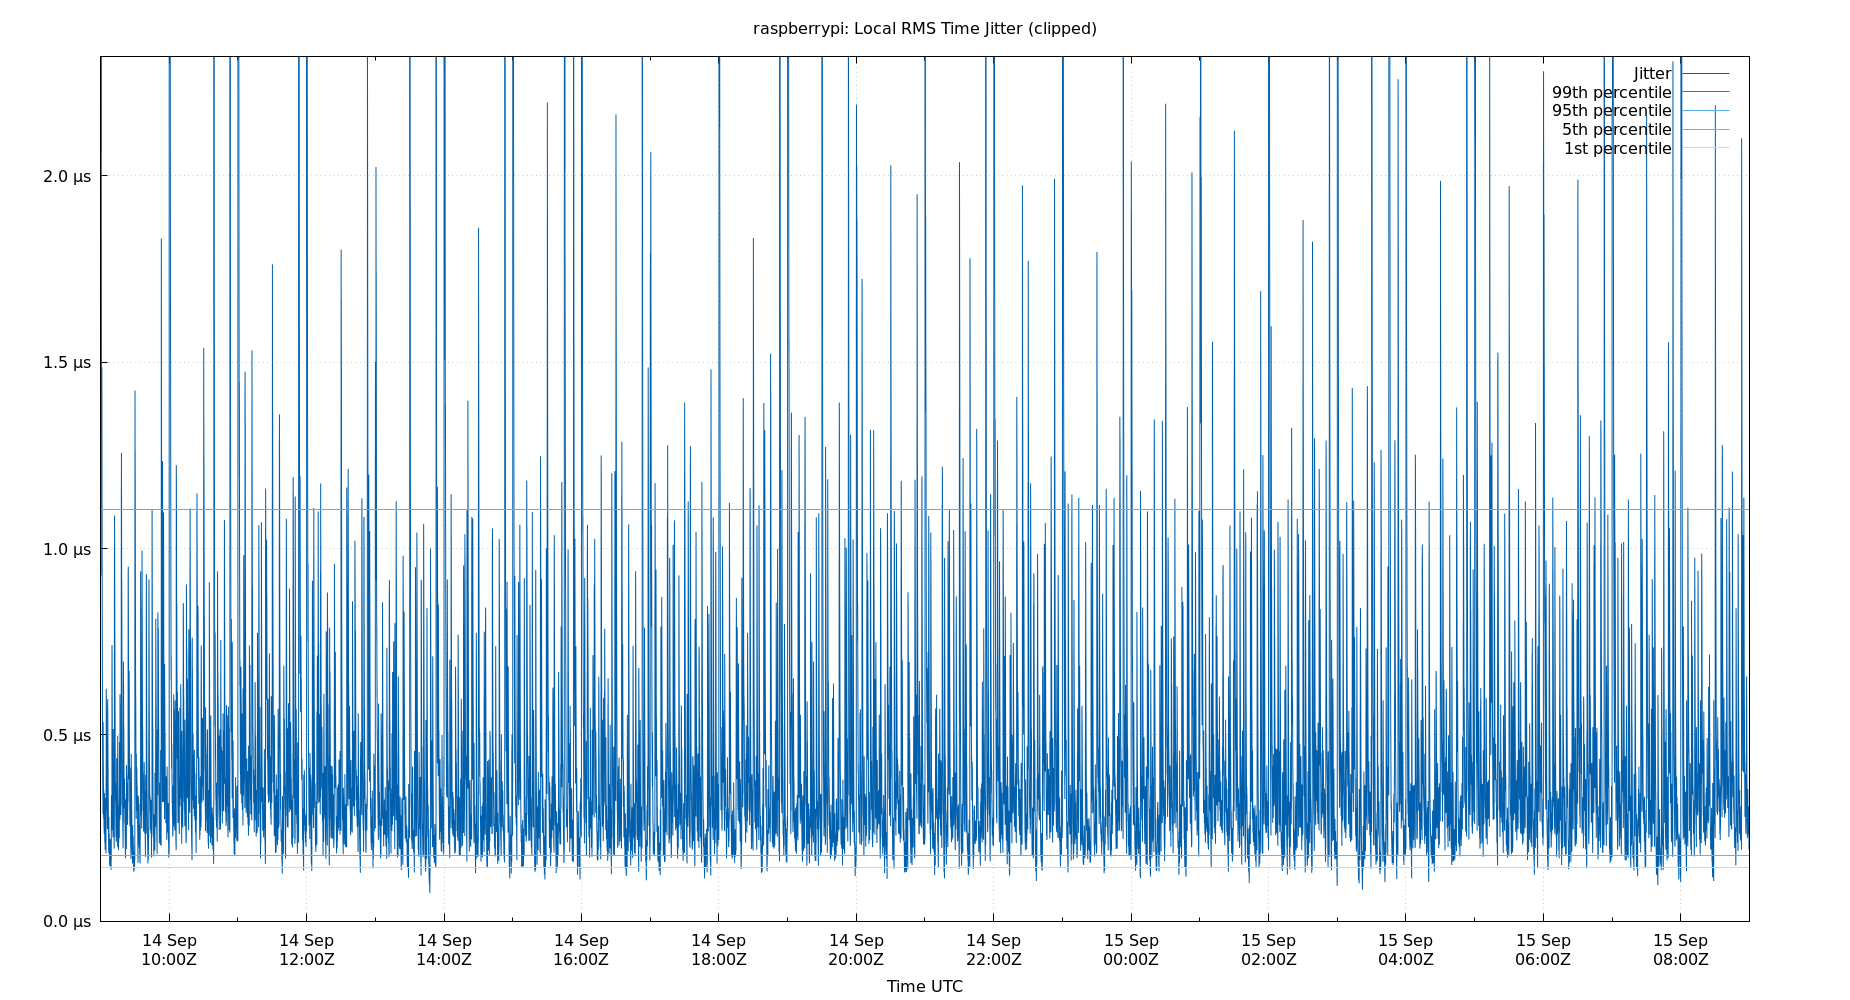 raspberrypi: Local RMS Time Jitter (clipped)
Jitter
99th percentile
95th percentile
5th percentile
1st percentile
2.0 µs
1.5 µs
1.0 µs
0.5 µs
0.0 µs
14 Sep 14 Sep 14 Sep 14 Sep 14 Sep 14 Sep 14 Sep 15 Sep 15 Sep 15 Sep 15 Sep 15 Sep
10:00Z 12:00Z 14:00Z 16:00Z 18:00Z 20:00Z 22:00Z 00:00Z 02:00Z 04:00Z 06:00Z 08:00Z
Time UTC